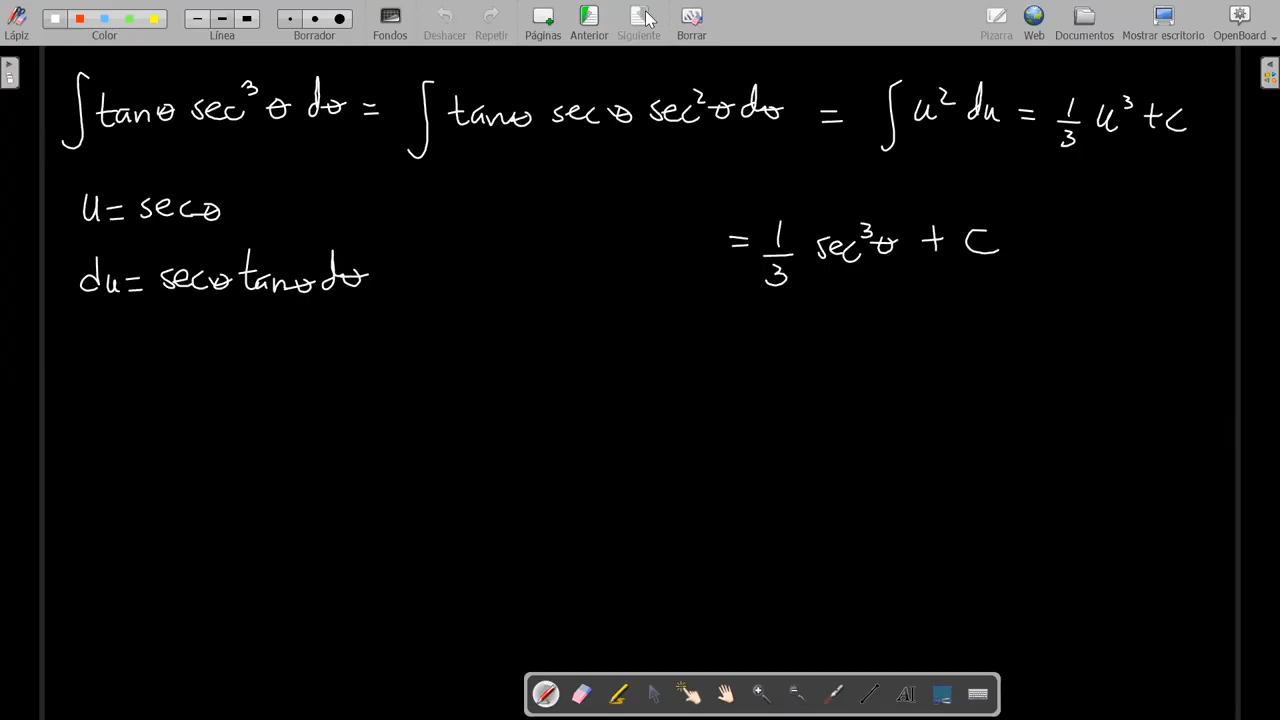 Lápiz Color Línea Borrador Fondos Deshacer Repetir Páginas Anterior Siguiente Borrar Pizarra Web Documentos Mostrar escritorio OpenBoard
∫ tanθ sec³θ dθ = ∫ tanθ secθ sec²θ dθ = ∫ u² du = 1/3 u³ + c
u = secθ
= 1/3 sec³θ + C
du = secθ tanθ dθ
AI